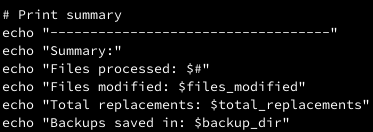 # Print summary
echo "-----------------------------------"
echo "Summary:"
echo "Files processed: $#"
echo "Files modified: $files_modified"
echo "Total replacements: $total_replacements"
echo "Backups saved in: $backup_dir"